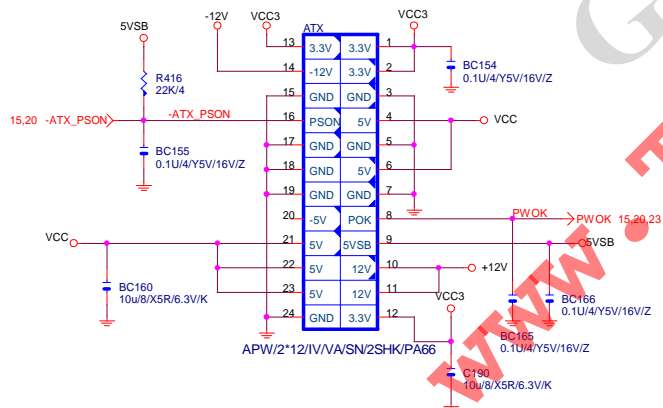 5VSB
-12V
VCC3
ATX
VCC3
13 3.3V 3.3V 1
14 -12V 3.3V 2
15 GND GND 3
16 PSON 5V 4
17 GND GND 5
18 GND 5V 6
19 GND GND 7
20 -5V POK 8
21 5V 5VSB 9
22 5V 12V 10
23 5V 12V 11
24 GND 3.3V 12
R416
22K/4
BC154
0.1U/4/Y5V/16V/Z
15,20 -ATX_PSON
-ATX_PSON
VCC
BC155
0.1U/4/Y5V/16V/Z
PWOK
PWOK 15,20,23
VCC
5VSB
+12V
BC160
10u/8/X5R/6.3V/K
VCC3
BC166
0.1U/4/Y5V/16V/Z
BC165
0.1U/4/Y5V/16V/Z
APW/2*12/IV/VA/SN/2SHK/PA66
C190
10u/8/X5R/6.3V/K
www.